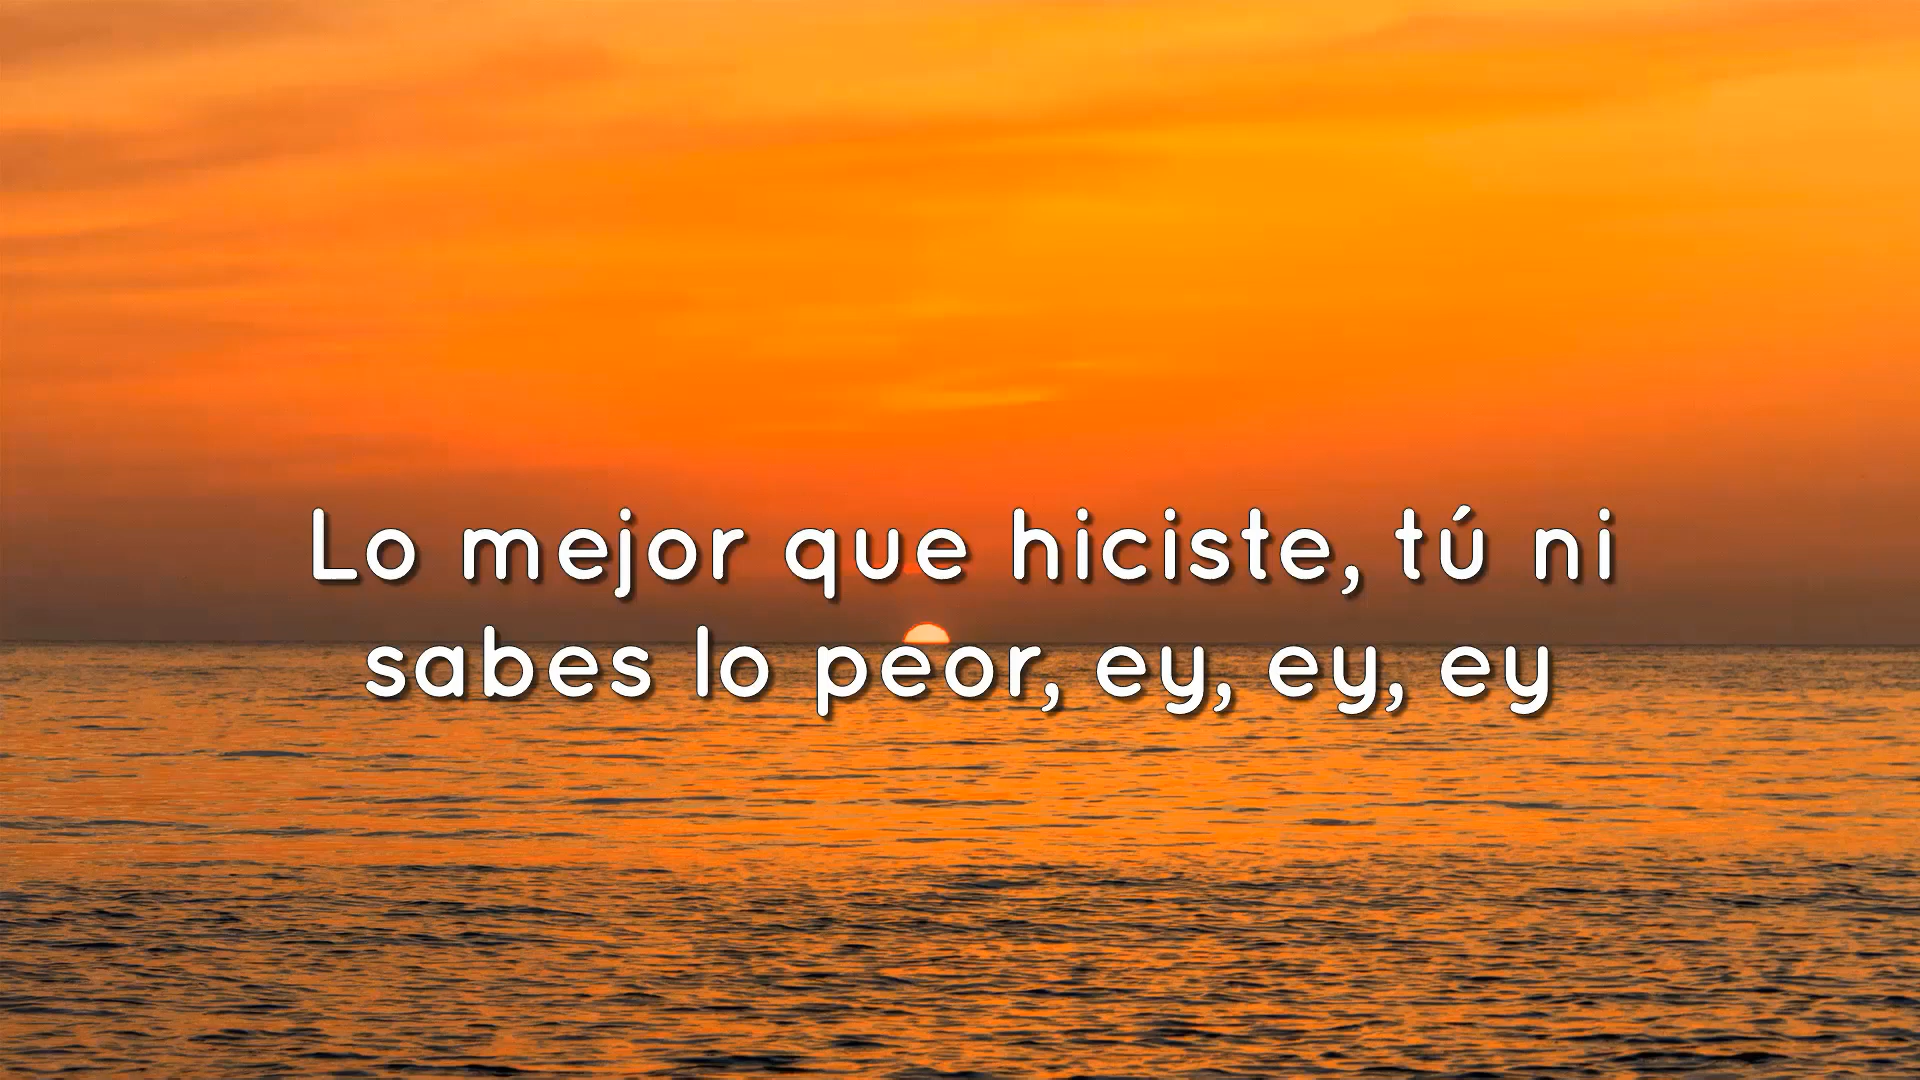 Lo mejor que hiciste, tú ni
sabes lo peor, ey, ey, ey